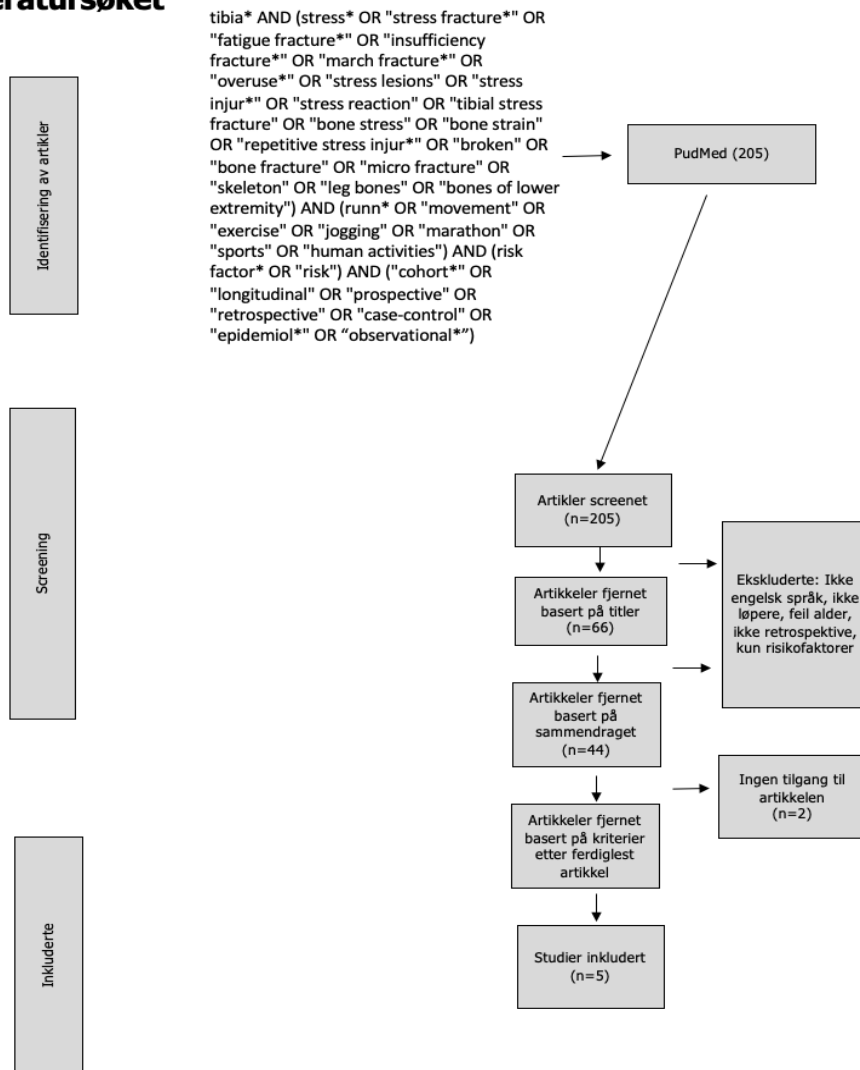 eratursøket
tibia* AND (stress* OR "stress fracture*" OR
"fatigue fracture*" OR "insufficiency
fracture*" OR "march fracture*" OR
"overuse*" OR "stress lesions" OR "stress
injur*" OR "stress reaction" OR "tibial stress
fracture" OR "bone stress" OR "bone strain"
OR "repetitive stress injur*" OR "broken" OR
"bone fracture" OR "micro fracture" OR
"skeleton" OR "leg bones" OR "bones of lower
extremity") AND (runn* OR "movement" OR
"exercise" OR "jogging" OR "marathon" OR
"sports" OR "human activities") AND (risk
factor* OR "risk") AND ("cohort*" OR
"longitudinal" OR "prospective" OR
"retrospective" OR "case-control" OR
"epidemiol*" OR “observational*”)
PudMed (205)
Identifisering av artikler
Screening
Artikler screenet
(n=205)
Artikkeler fjernet
basert på titler
(n=66)
Ekskluderte: Ikke
engelsk språk, ikke
løpere, feil alder,
ikke retrospektive,
kun risikofaktorer
Artikkeler fjernet
basert på
sammendraget
(n=44)
Ingen tilgang til
artikkelen
(n=2)
Artikkeler fjernet
basert på kriterier
etter ferdiglest
artikkel
Inkluderte
Studier inkludert
(n=5)